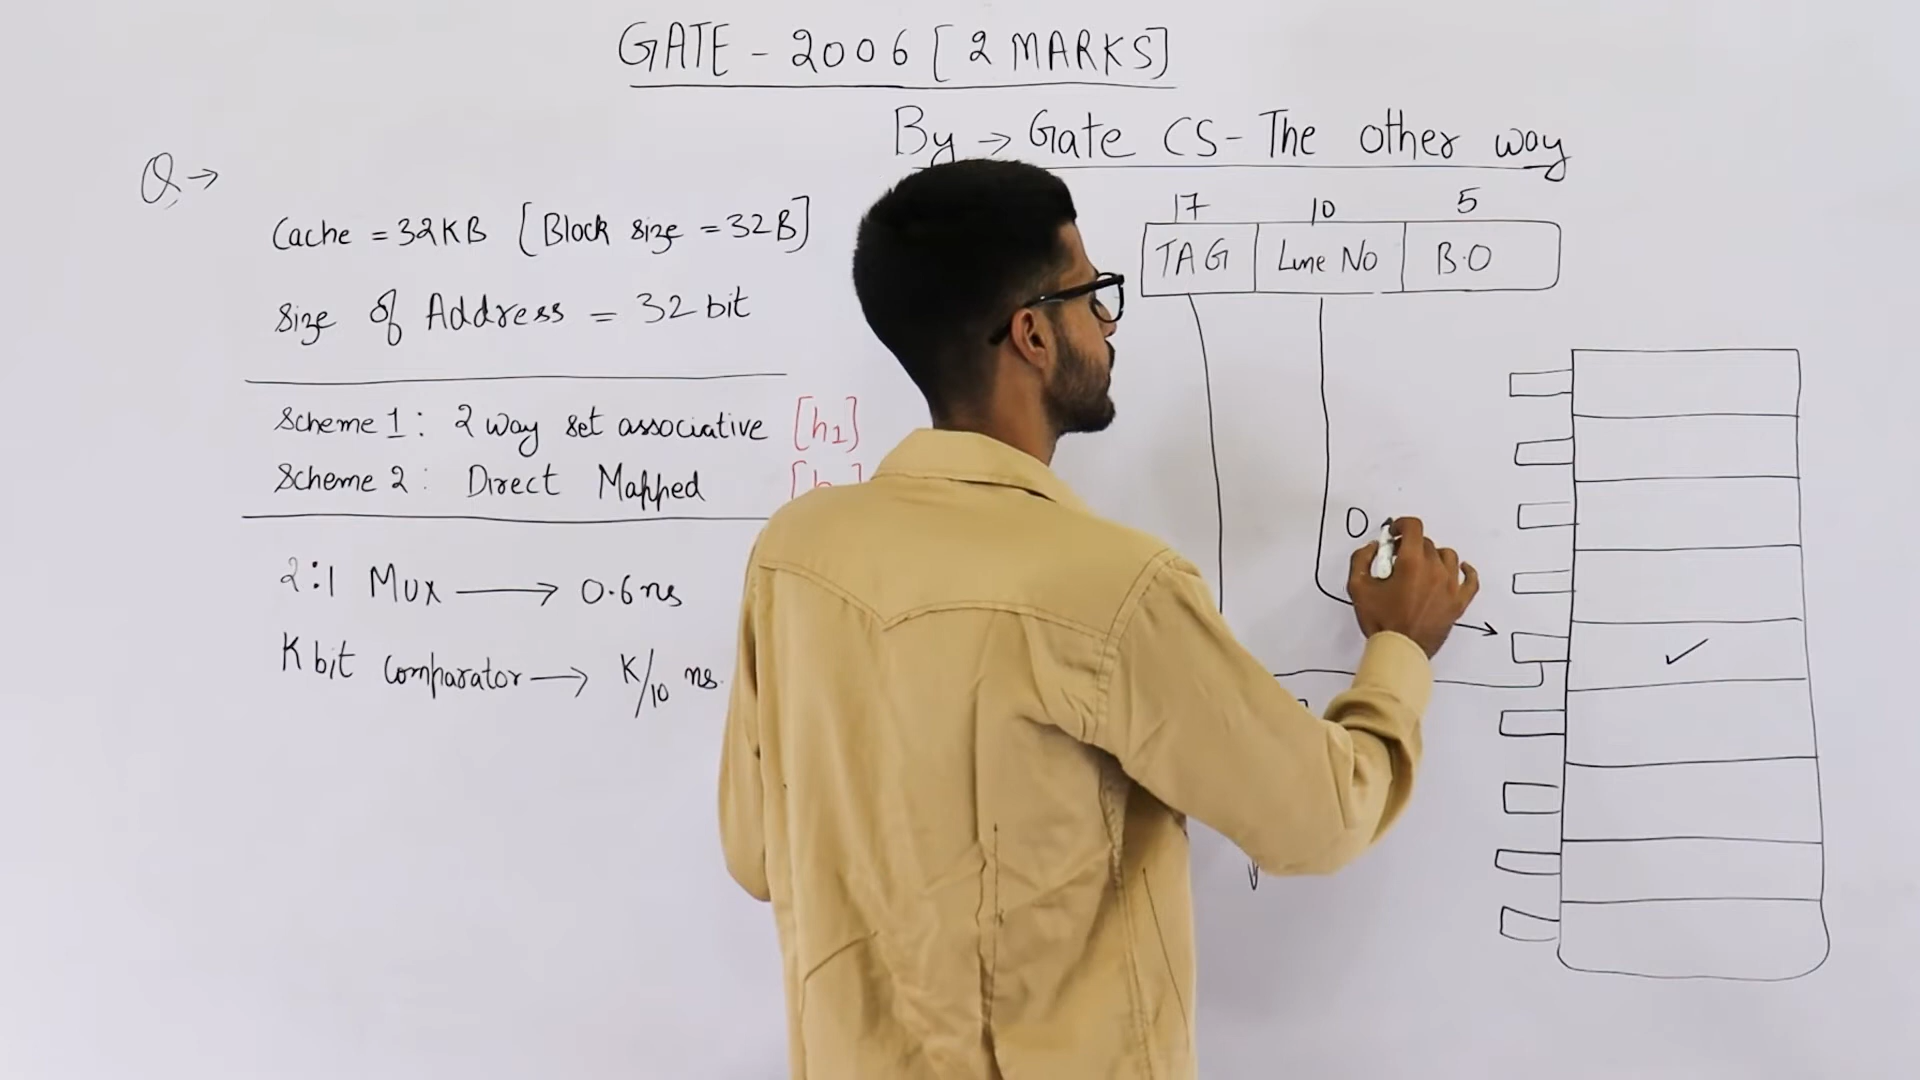 GATE - 2006 [2 MARKS]
By → Gate CS - The other way
Q →
Cache = 32KB [Block size = 32B]
Size of Address = 32 bit
Scheme 1: 2 way set associative [h1]
Scheme 2: Direct Mapped
2:1 Mux → 0.6ns
K bit comparator → K/10 ns.
17 10 5
TAG Line No B.O
0
✓